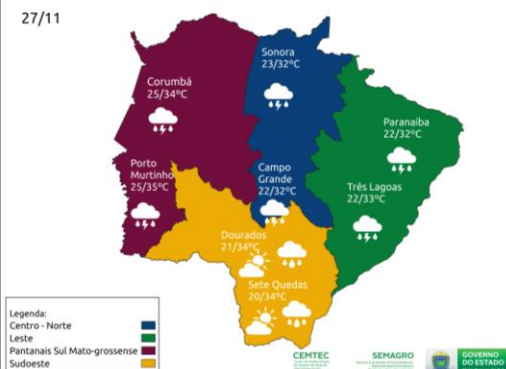 27/11
Sonora
23/32ºC
Corumbá
25/34ºC
Paranaíba
22/32ºC
Porto
Murtinho
25/35ºC
Campo
Grande
22/32ºC
Três Lagoas
22/33ºC
Dourados
21/34ºC
Sete Quedas
20/34ºC
Legenda:
Centro - Norte
Leste
Pantanais Sul Mato-grossense
Sudoeste
CEMTEC
SEMAGRO
GOVERNO
DO ESTADO